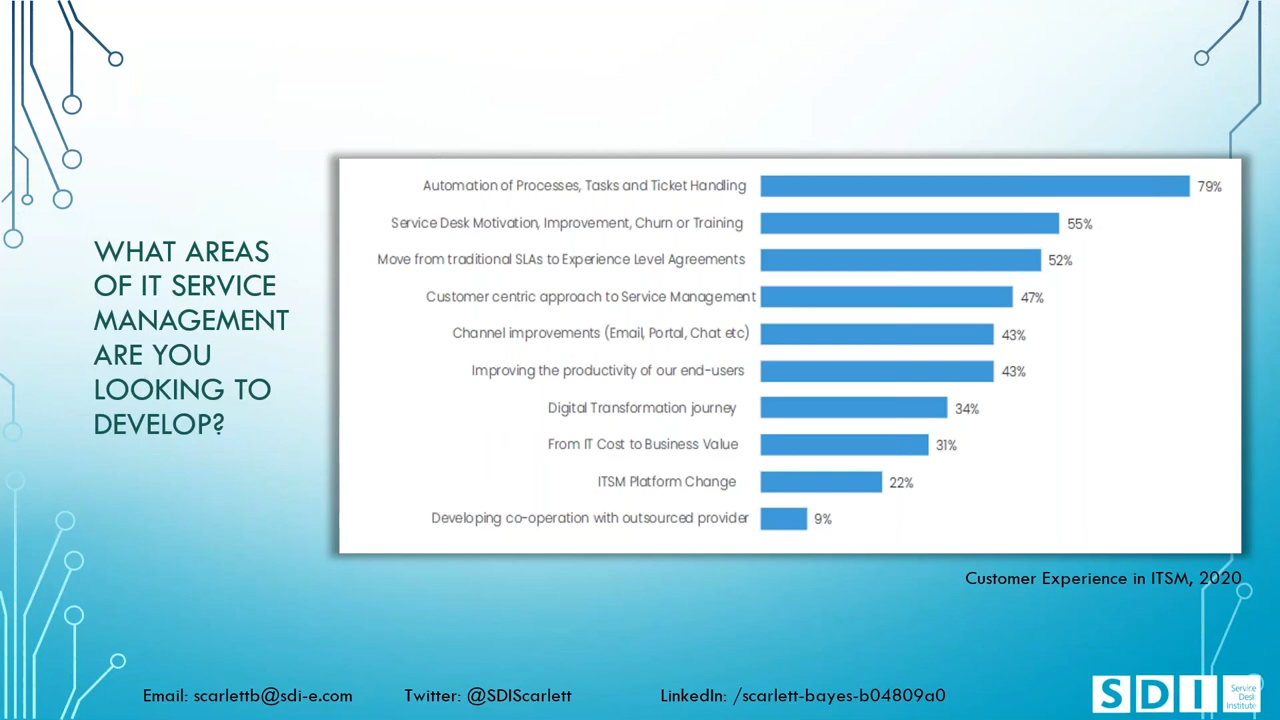 WHAT AREAS
OF IT SERVICE
MANAGEMENT
ARE YOU
LOOKING TO
DEVELOP?
Automation of Processes, Tasks and Ticket Handling 79%
Service Desk Motivation, Improvement, Churn or Training 55%
Move from traditional SLAs to Experience Level Agreements 52%
Customer centric approach to Service Management 47%
Channel improvements (Email, Portal, Chat etc) 43%
Improving the productivity of our end-users 43%
Digital Transformation journey 34%
From IT Cost to Business Value 31%
ITSM Platform Change 22%
Developing co-operation with outsourced provider 9%
Customer Experience in ITSM, 2020
Email: scarlettb@sdi-e.com Twitter: @SDIScarlett LinkedIn: /scarlett-bayes-b04809a0
SDI
Service
Desk
Institute